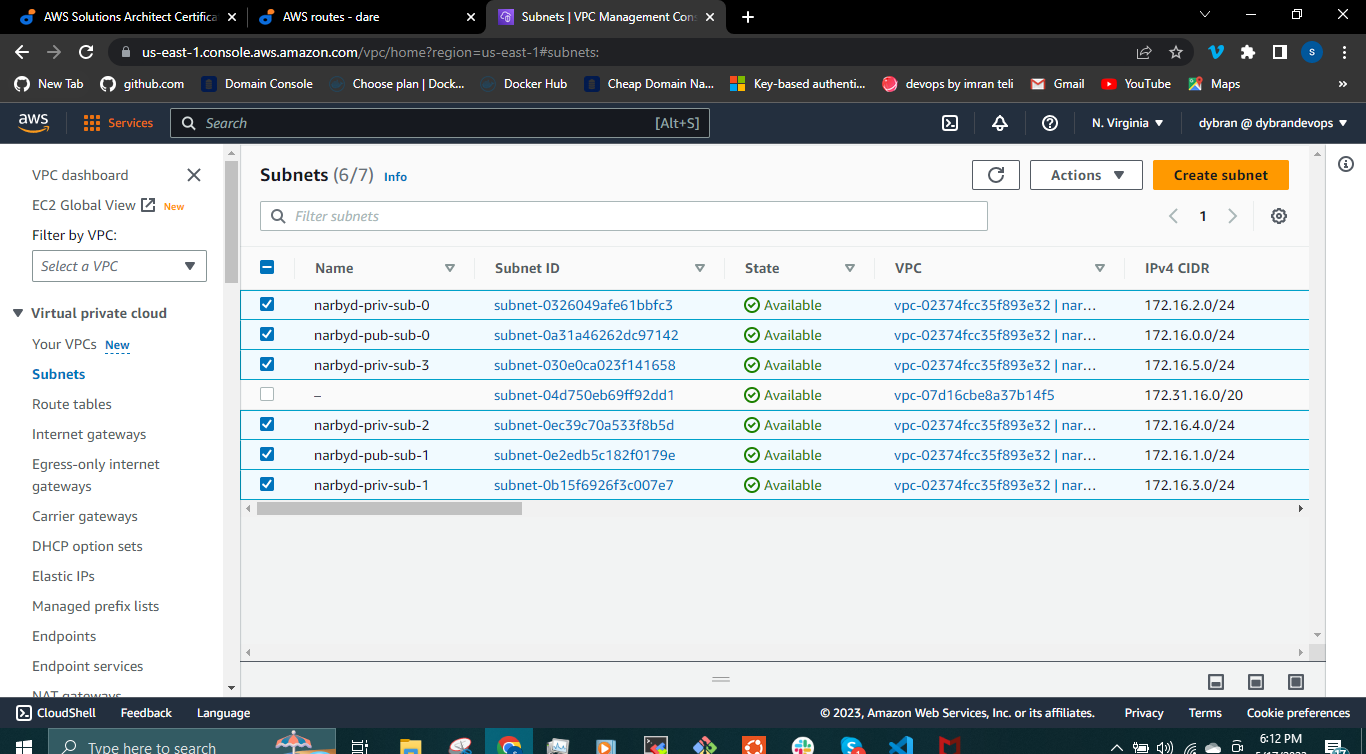 AWS Solutions Architect Certifica
AWS routes - dare
Subnets | VPC Management Con
us-east-1.console.aws.amazon.com/vpc/home?region=us-east-1#subnets:
S
New Tab
github.com
Domain Console
Choose plan | Dock...
Docker Hub
Cheap Domain Na...
Key-based authenti...
devops by imran teli
Gmail
YouTube
Maps
»
aws
Services
Search
[Alt+S]
N. Virginia
dybran @ dybrandevops
VPC dashboard
EC2 Global View New
Filter by VPC:
Select a VPC
Virtual private cloud
Your VPCs New
Subnets
Route tables
Internet gateways
Egress-only internet
gateways
Carrier gateways
DHCP option sets
Elastic IPs
Managed prefix lists
Endpoints
Endpoint services
NAT gateways
Subnets (6/7) Info
Actions
Create subnet
Filter subnets
1
Name Subnet ID State VPC IPv4 CIDR
narbyd-priv-sub-0 subnet-0326049afe61bbfc3 Available vpc-02374fcc35f893e32 | nar... 172.16.2.0/24
narbyd-pub-sub-0 subnet-0a31a46262dc97142 Available vpc-02374fcc35f893e32 | nar... 172.16.0.0/24
narbyd-priv-sub-3 subnet-030e0ca023f141658 Available vpc-02374fcc35f893e32 | nar... 172.16.5.0/24
– subnet-04d750eb69ff92dd1 Available vpc-07d16cbe8a37b14f5 172.31.16.0/20
narbyd-priv-sub-2 subnet-0ec39c70a533f8b5d Available vpc-02374fcc35f893e32 | nar... 172.16.4.0/24
narbyd-pub-sub-1 subnet-0e2edb5c182f0179e Available vpc-02374fcc35f893e32 | nar... 172.16.1.0/24
narbyd-priv-sub-1 subnet-0b15f6926f3c007e7 Available vpc-02374fcc35f893e32 | nar... 172.16.3.0/24
CloudShell
Feedback
Language
© 2023, Amazon Web Services, Inc. or its affiliates.
Privacy
Terms
Cookie preferences
Type here to search
6:12 PM